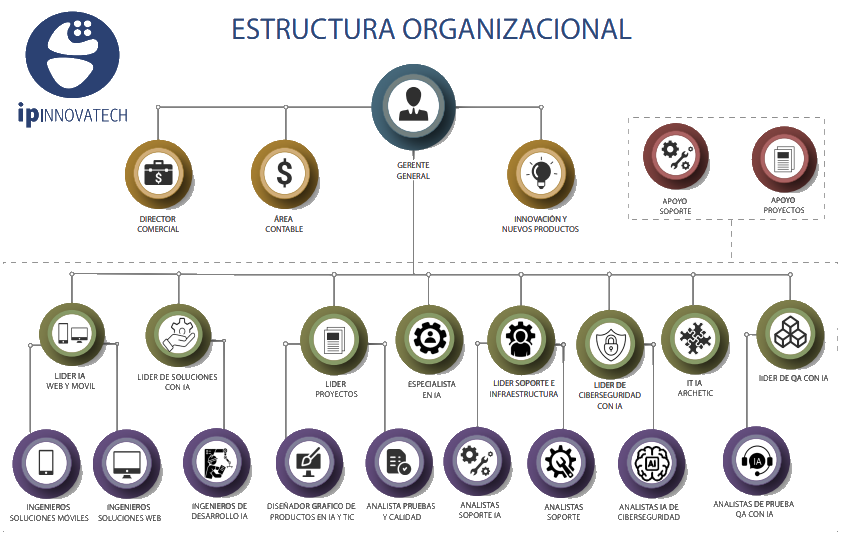 ESTRUCTURA ORGANIZACIONAL
ipINNOVATECH
GERENTE
GENERAL
DIRECTOR
COMERCIAL
$
ÁREA
CONTABLE
$
INNOVACIÓN Y
NUEVOS PRODUCTOS
APOYO
SOPORTE
APOYO
PROYECTOS
LIDER IA
WEB Y MOVIL
LIDER DE SOLUCIONES
CON IA
LIDER
PROYECTOS
ESPECIALISTA
EN IA
LIDER SOPORTE E
INFRAESTRUCTURA
LIDER DE
CIBERSEGURIDAD
CON IA
IT IA
ARCHETIC
lIDER DE QA CON IA
INGENIEROS
SOLUCIONES MÓVILES
INGENIEROS
SOLUCIONES WEB
INGENIEROS DE
DESARROLLO IA
DISEÑADOR GRAFICO DE
PRODUCTOS EN IA Y TIC
ANALISTA PRUEBAS
Y CALIDAD
ANALISTAS
SOPORTE IA
ANALISTAS
SOPORTE
AI
ANALISTAS IA DE
CIBERSEGURIDAD
IA
ANALISTAS DE PRUEBA
QA CON IA